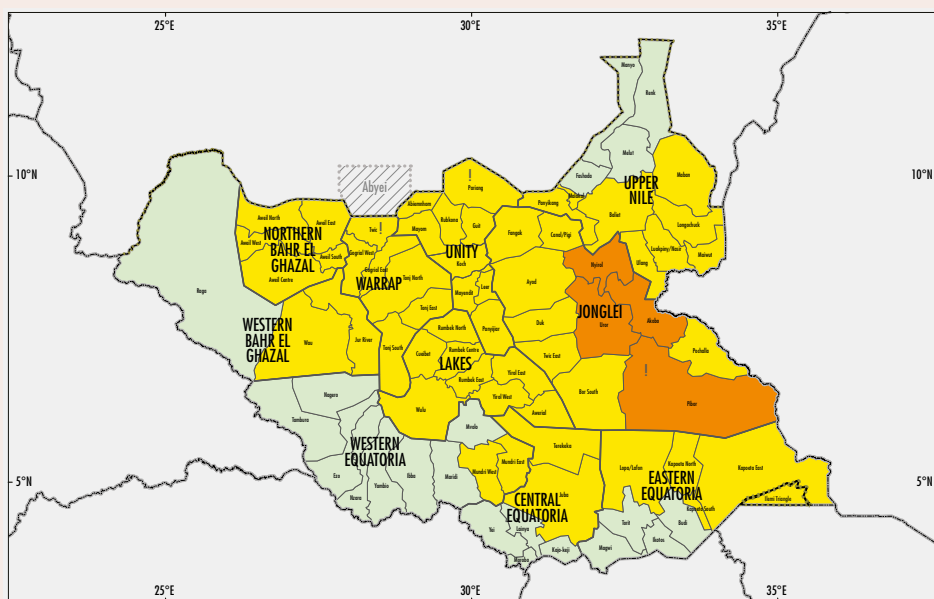 25°E
30°E
35°E
Manyo
Renk
10°N
10°N
Melut
Fashoda
Maban
Abyei
!
Pariang
UPPER
NILE
Abiemnhom
Panyikang
Malakal
Baliet
Longochuk
Luakpiny/Nasir
Maiwut
Ulang
Aweil North
Aweil East
Aweil West
NORTHERN
BAHR EL
GHAZAL
Aweil South
Aweil Centre
Twic
!
Mayom
Rubkona
Guit
Fangak
Canal/Pigi
Gogrial West
Gogrial East
UNITY
Koch
Nyirol
WARRAP
Tonj North
Mayendit
Leer
Ayod
Raga
JONGLEI
Uror
Akobo
Tonj East
WESTERN
BAHR EL
GHAZAL
Wau
Jur River
Tonj South
Rumbek North
Panyijiar
Duk
Cueibet
Rumbek Centre
LAKES
Rumbek East
Twic East
Pochalla
Yirol East
!
Yirol West
Bor South
Pibor
Wulu
Awerial
Nagero
Tambura
Mvolo
WESTERN
EQUATORIA
Terekeka
Mundri East
Mundri West
Ezo
Nzara
Yambio
Ibba
Maridi
5°N
5°N
Lopa/Lafon
Kapoeta North
Kapoeta East
EASTERN
EQUATORIA
Ilemi Triangle
Kapoeta South
CENTRAL
EQUATORIA
Juba
Yei
Lainya
Torit
Budi
Ikotos
Magwi
Kajo-keji
Morobo
25°E
30°E
35°E